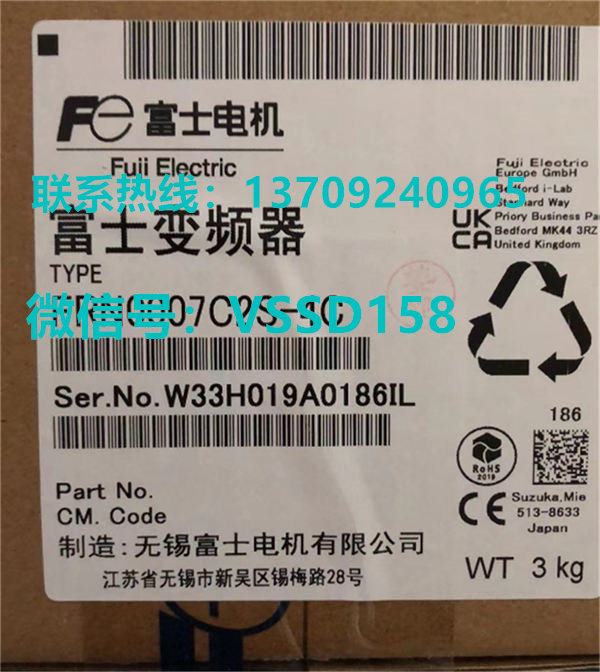 Fe 富士电机
Fuji Electric
联系热线：13709240965
富士变频器
TYPE
微信号：VSSD158
07C2S-
Ser.No.W33H019A0186IL
Part No.
CM. Code
制造:无锡富士电机有限公司
江苏省无锡市新吴区锡梅路28号
Fuji Electric
Europe GmbH
Bedford i-Lab
Stannard Way
UK
CA
Priory Business Pa
Bedford MK44 3RZ
United Kingdom
186
RoHS
2019
CE
Suzuka,Mie
513-8633
Japan
WT 3 kg